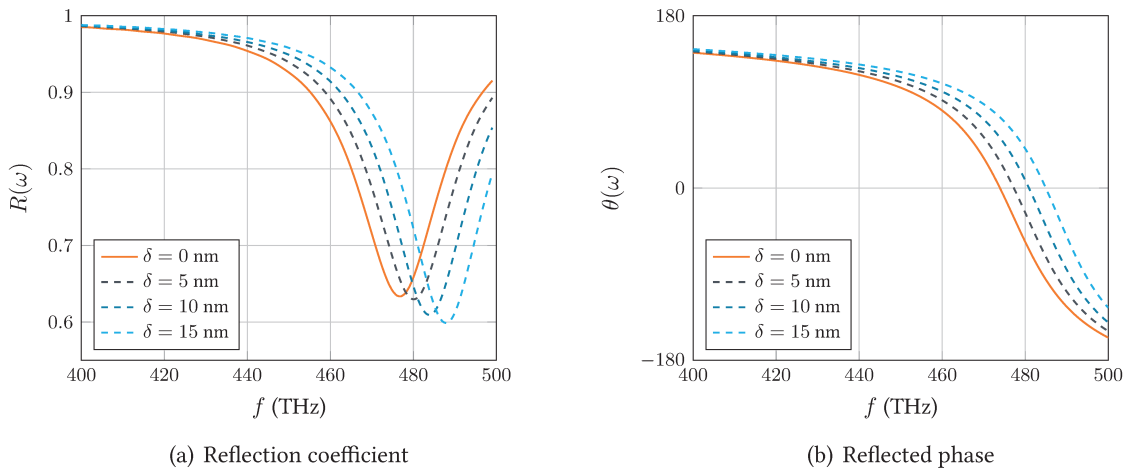 1
0.9
0.8
0.7
0.6
R(ω)
δ = 0 nm
δ = 5 nm
δ = 10 nm
δ = 15 nm
400 420 440 460 480 500
f (THz)
(a) Reflection coefficient
180
0
−180
θ(ω)
δ = 0 nm
δ = 5 nm
δ = 10 nm
δ = 15 nm
400 420 440 460 480 500
f (THz)
(b) Reflected phase